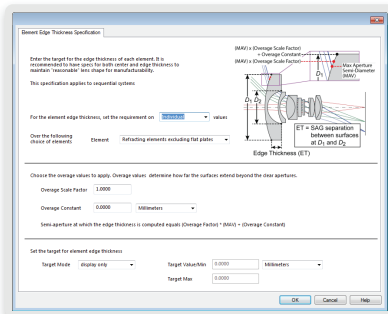 Element Edge Thickness Specification
Enter the target for the edge thickness of each element. It is
recommended to have specs for both center and edge thickness to
maintain "reasonable" lens shape for manufacturability.
This specification applies to sequential systems
For the element edge thickness, set the requirement on Individual values
Over the following
choice of elements Element Refracting elements excluding flat plates
(MAV) x (Overage Scale Factor)
+ Overage Constant
(MAV) x (Overage Scale Factor)
D1
Max Aperture
Semi-Diameter
(MAV)
D1 D2
ET = SAG separation
between surfaces
at D1 and D2
Edge Thickness (ET)
Choose the overage values to apply. Overage values determine how far the surfaces extend beyond the clear apertures.
Overage Scale Factor 1.0000
Overage Constant 0.0000 Millimeters
Semi-aperture at which the edge thickness is computed equals (Overage Factor) * (MAV) + (Overage Constant)
Set the target for element edge thickness
Target Mode display only Target Value/Min 0.0000 Millimeters
Target Max 0.0000
OK Cancel Help